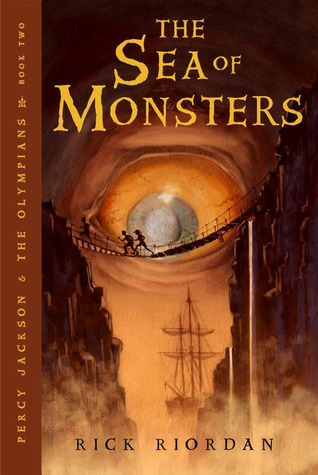 THE
SEA OF
MONSTERS
RICK RIORDAN
PERCY JACKSON & THE OLYMPIANS BOOK TWO